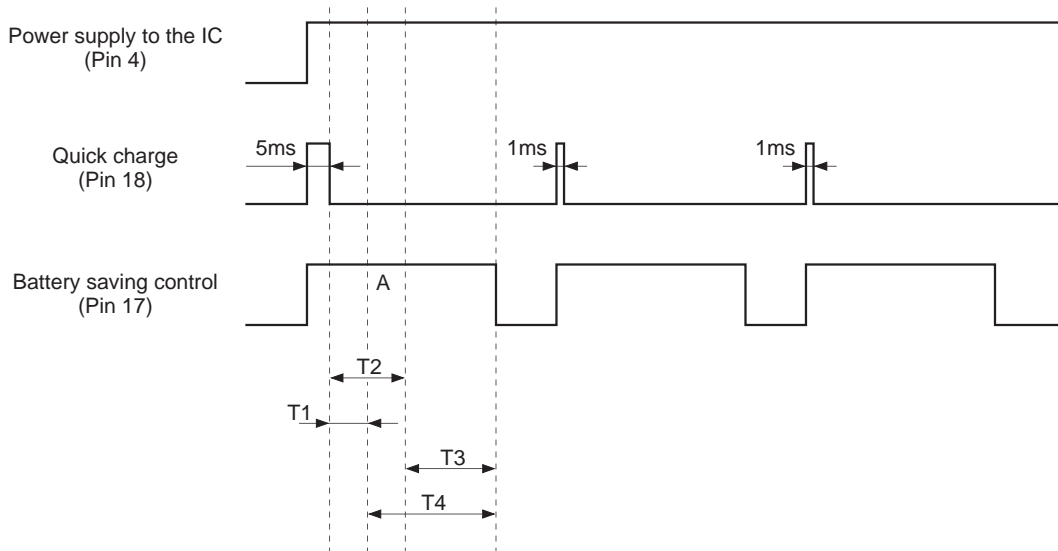 Power supply to the IC
(Pin 4)
5ms
1ms
1ms
Quick charge
(Pin 18)
Battery saving control
(Pin 17)
A
T2
T1
T3
T4